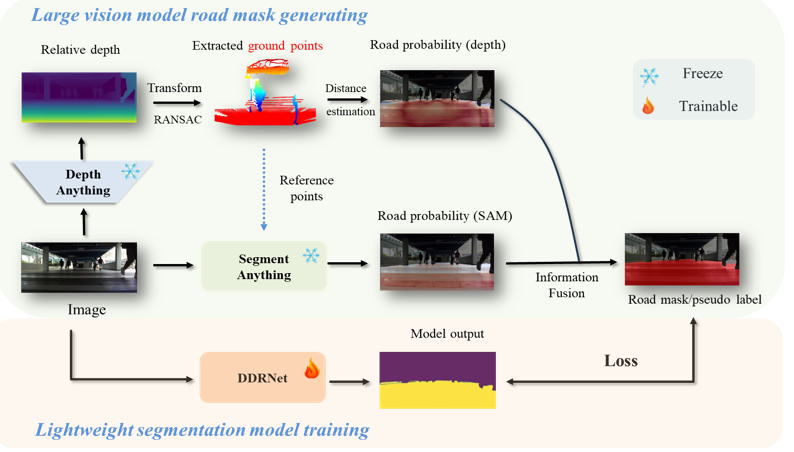 Large vision model road mask generating
Relative depth
Extracted ground points
Road probability (depth)
Freeze
Trainable
Transform
RANSAC
Distance
estimation
Depth
Anything
Reference
points
Road probability (SAM)
Segment
Anything
Information
Fusion
Image
Road mask/pseudo label
Model output
DDRNet
Loss
Lightweight segmentation model training